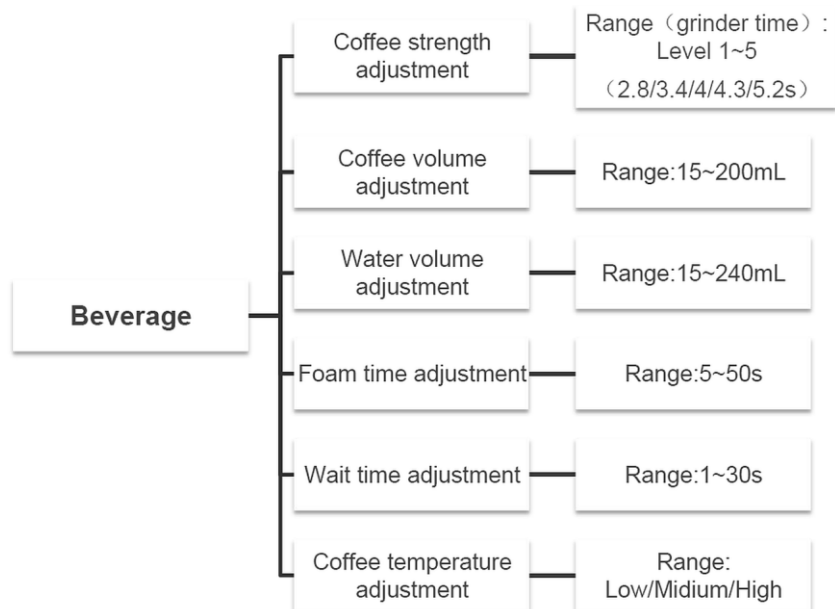 Coffee strength
adjustment
Range（grinder time）:
Level 1~5
（2.8/3.4/4/4.3/5.2s）
Coffee volume
adjustment
Range:15~200mL
Water volume
adjustment
Range:15~240mL
Beverage
Foam time adjustment
Range:5~50s
Wait time adjustment
Range:1~30s
Coffee temperature
adjustment
Range:
Low/Midium/High